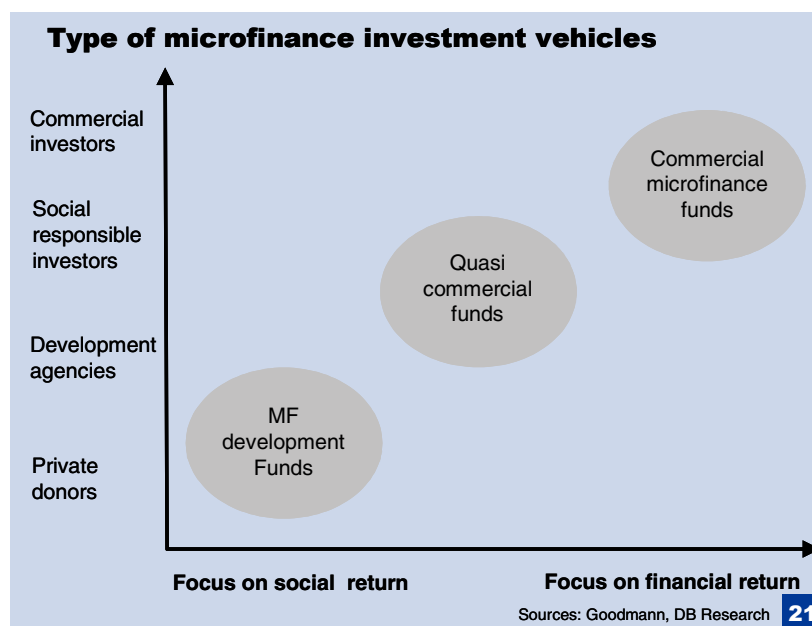 Type of microfinance investment vehicles
Commercial
investors
Social
responsible
investors
Development
agencies
Private
donors
Commercial
microfinance
funds
Quasi
commercial
funds
MF
development
Funds
Focus on social return
Focus on financial return
Sources: Goodmann, DB Research
21